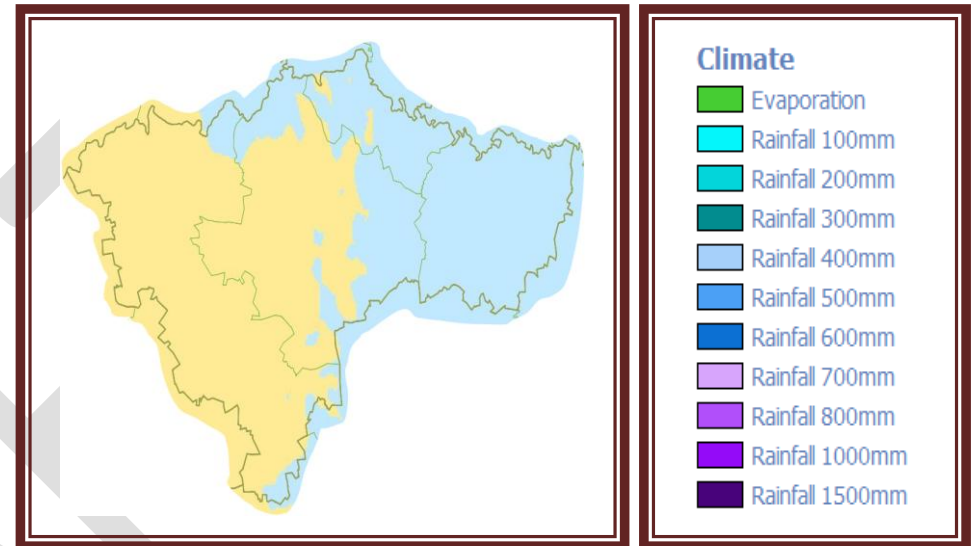 Climate
Evaporation
Rainfall 100mm
Rainfall 200mm
Rainfall 300mm
Rainfall 400mm
Rainfall 500mm
Rainfall 600mm
Rainfall 700mm
Rainfall 800mm
Rainfall 1000mm
Rainfall 1500mm